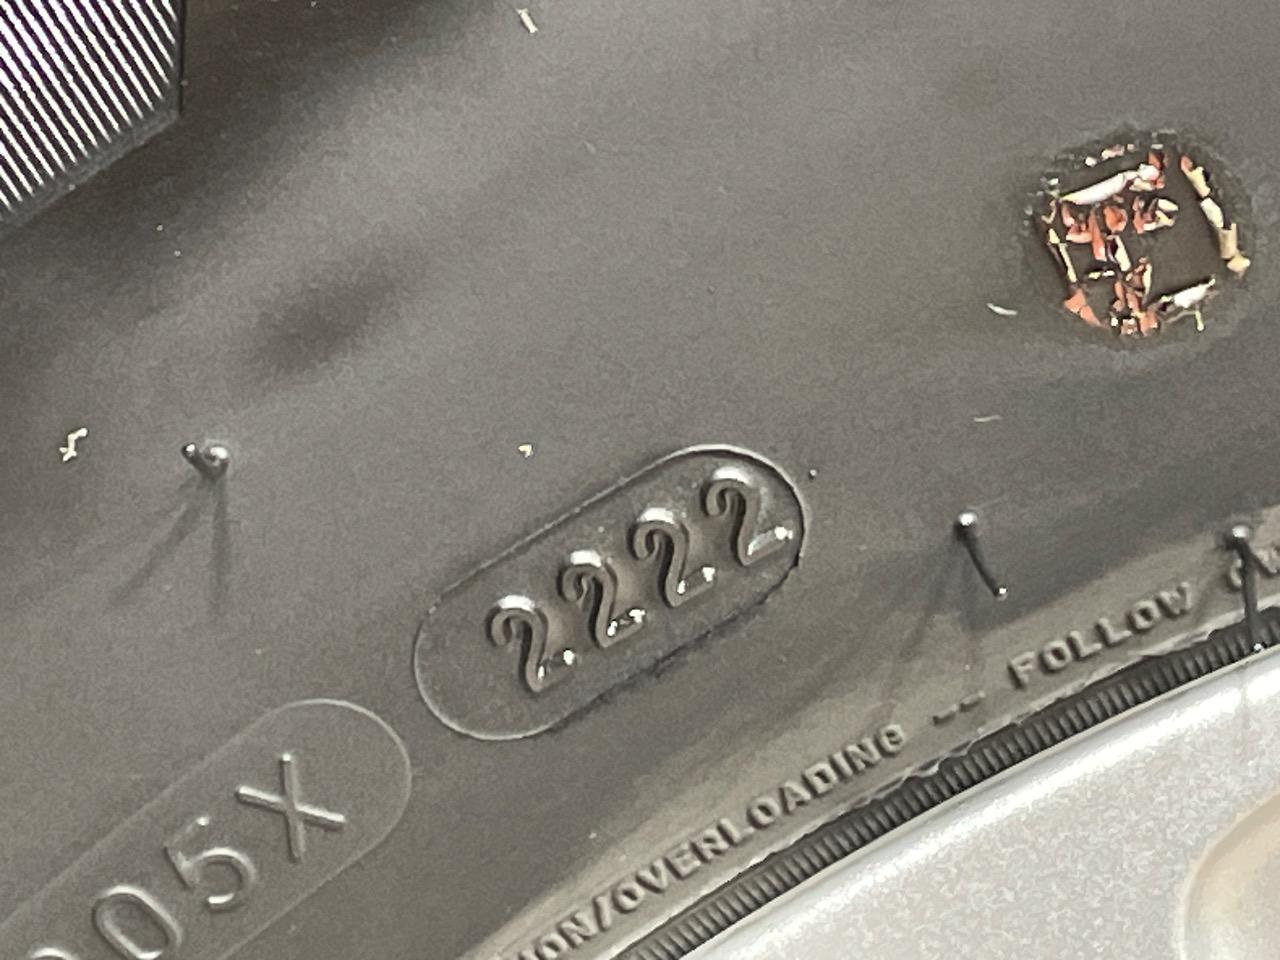 2222
05X
ION/OVERLOADING -- FOLLOW